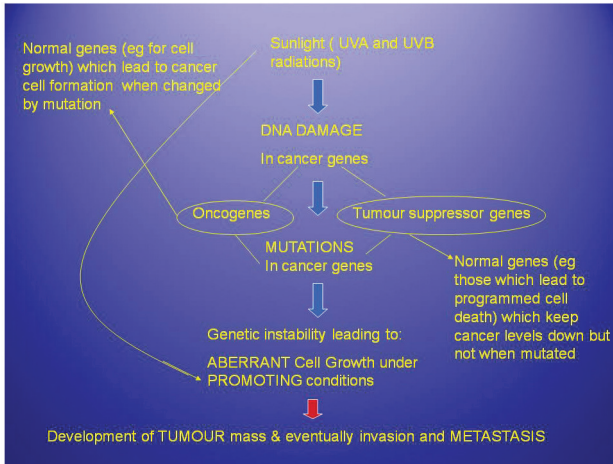 Normal genes (eg for cell
growth) which lead to cancer
cell formation when changed
by mutation
Sunlight ( UVA and UVB
radiations)
DNA DAMAGE
In cancer genes
Oncogenes
Tumour suppressor genes
MUTATIONS
In cancer genes
Normal genes (eg
those which lead to
programmed cell
death) which keep
cancer levels down but
not when mutated
Genetic instability leading to:
ABERRANT Cell Growth under
PROMOTING conditions
Development of TUMOUR mass & eventually invasion and METASTASIS